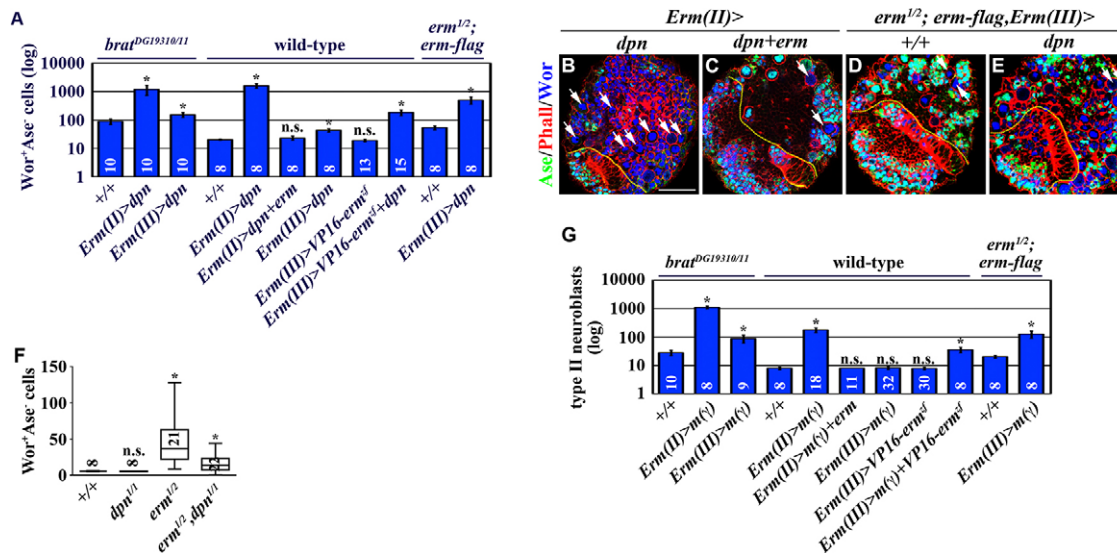 A
brat^DG19310/11
wild-type
erm^1/2;
erm-flag
Wor⁺Ase⁻ cells (log)
10000
1000
100
10
1
* * * n.s. * n.s. * *
10 10 10 8 8 8 8 13 15 8 8
+/+
Erm(II)>dpn
Erm(III)>dpn
+/+
Erm(II)>dpn
Erm(II)>dpn+erm
Erm(III)>dpn
Erm(III)>VP16-erm^zf
Erm(III)>VP16-erm^zf+dpn
+/+
Erm(III)>dpn
Erm(II)>
erm^1/2; erm-flag,Erm(III)>
dpn
dpn+erm
+/+
dpn
Ase/Phall/Wor
B
C
D
E
F
Wor⁺Ase⁻ cells
150
100
50
0
n.s. * *
8 8 21
+/+
dpn^1/1
erm^1/2
erm^1/2,dpn^1/1
G
brat^DG19310/11
wild-type
erm^1/2;
erm-flag
type II neuroblasts
(log)
10000
1000
100
10
1
* * * n.s. n.s. n.s. * *
10 8 9 8 18 11 32 30 8 8 8
+/+
Erm(II)>m(γ)
Erm(III)>m(γ)
+/+
Erm(II)>m(γ)
Erm(II)>m(γ)+erm
Erm(III)>m(γ)
Erm(III)>VP16-erm^zf
Erm(III)>m(γ)+VP16-erm^zf
+/+
Erm(III)>m(γ)